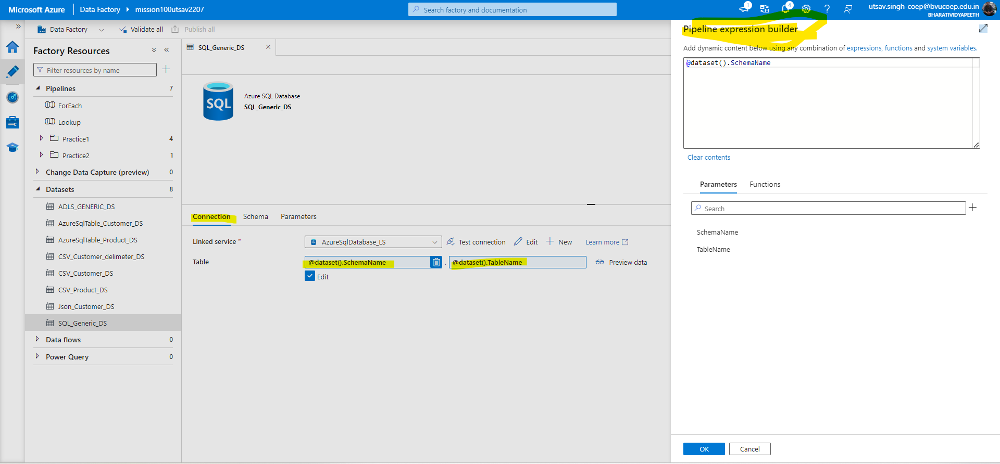 Microsoft Azure
Data Factory
mission100utsav2207
Search factory and documentation
1
4
utsav.singh-coep@bvucoep.edu.in
BHARATIVIDYAPEETH
Data Factory
Validate all
Publish all
Factory Resources
Filter resources by name
Pipelines 7
ForEach
Lookup
Practice1 4
Practice2 1
Change Data Capture (preview) 0
Datasets 8
ADLS_GENERIC_DS
AzureSqlTable_Customer_DS
AzureSqlTable_Product_DS
CSV_Customer_delimeter_DS
CSV_Customer_DS
CSV_Product_DS
Json_Customer_DS
SQL_Generic_DS
Data flows 0
Power Query 0
SQL_Generic_DS
SQL
Azure SQL Database
SQL_Generic_DS
Connection Schema Parameters
Linked service * AzureSqlDatabase_LS Test connection Edit New Learn more
Table @dataset().SchemaName . @dataset().TableName Preview data
Edit
Pipeline expression builder
Add dynamic content below using any combination of expressions, functions and system variables.
@dataset().SchemaName
Clear contents
Parameters Functions
Search
SchemaName
TableName
OK Cancel